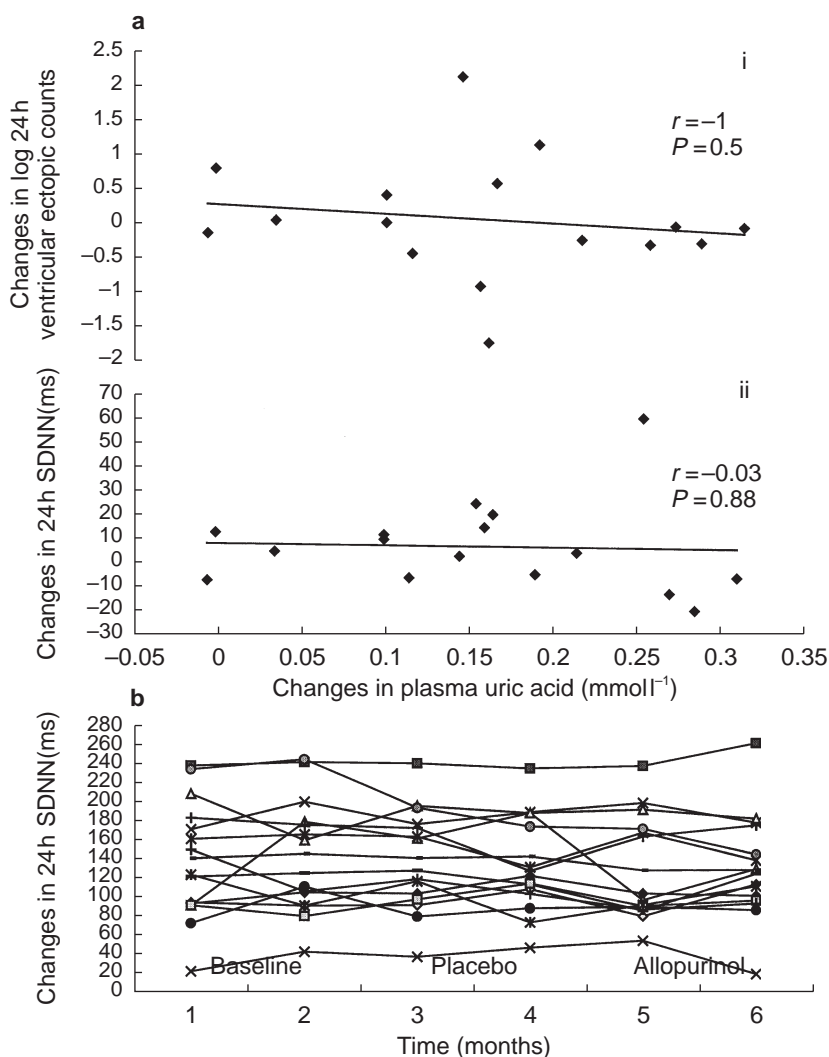 a
i
Changes in log 24 h
ventricular ectopic counts
2.5
2
1.5
1
0.5
0
–0.5
–1
–1.5
–2
r = –1
P = 0.5
ii
Changes in 24 h SDNN(ms)
70
60
50
40
30
20
10
0
–10
–20
–30
r = –0.03
P = 0.88
–0.05 0 0.05 0.1 0.15 0.2 0.25 0.3 0.35
Changes in plasma uric acid (mmol l⁻¹)
b
Changes in 24 h SDNN(ms)
280
260
240
220
200
180
160
140
120
100
80
60
40
20
0
Baseline Placebo Allopurinol
1 2 3 4 5 6
Time (months)